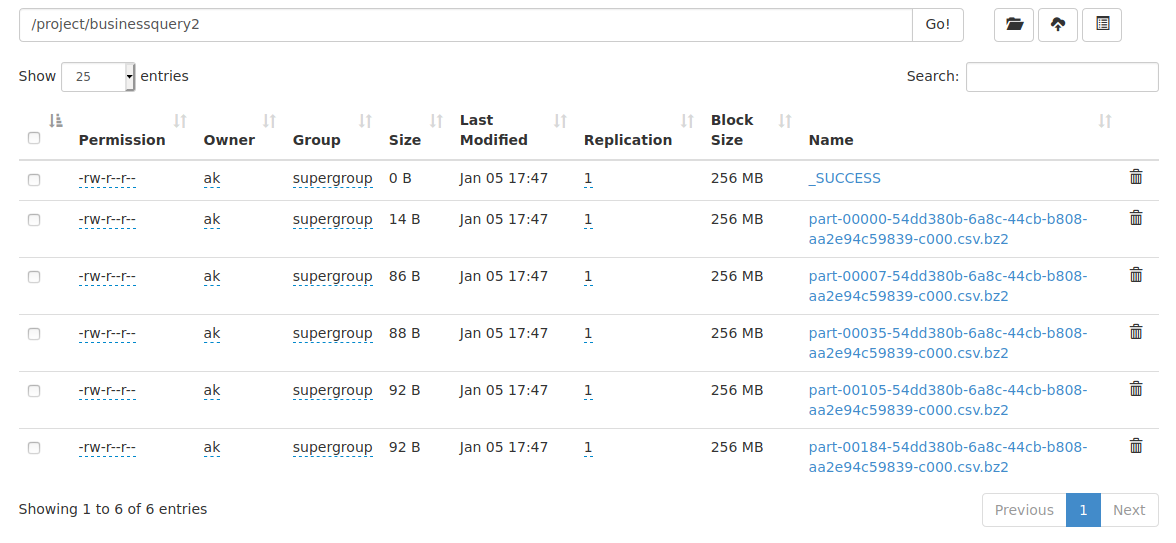 /project/businessquery2 Go!
Show 25 entries Search:
Permission Owner Group Size Last Modified Replication Block Size Name
-rw-r--r-- ak supergroup 0 B Jan 05 17:47 1 256 MB _SUCCESS
-rw-r--r-- ak supergroup 14 B Jan 05 17:47 1 256 MB part-00000-54dd380b-6a8c-44cb-b808-
aa2e94c59839-c000.csv.bz2
-rw-r--r-- ak supergroup 86 B Jan 05 17:47 1 256 MB part-00007-54dd380b-6a8c-44cb-b808-
aa2e94c59839-c000.csv.bz2
-rw-r--r-- ak supergroup 88 B Jan 05 17:47 1 256 MB part-00035-54dd380b-6a8c-44cb-b808-
aa2e94c59839-c000.csv.bz2
-rw-r--r-- ak supergroup 92 B Jan 05 17:47 1 256 MB part-00105-54dd380b-6a8c-44cb-b808-
aa2e94c59839-c000.csv.bz2
-rw-r--r-- ak supergroup 92 B Jan 05 17:47 1 256 MB part-00184-54dd380b-6a8c-44cb-b808-
aa2e94c59839-c000.csv.bz2
Showing 1 to 6 of 6 entries Previous 1 Next